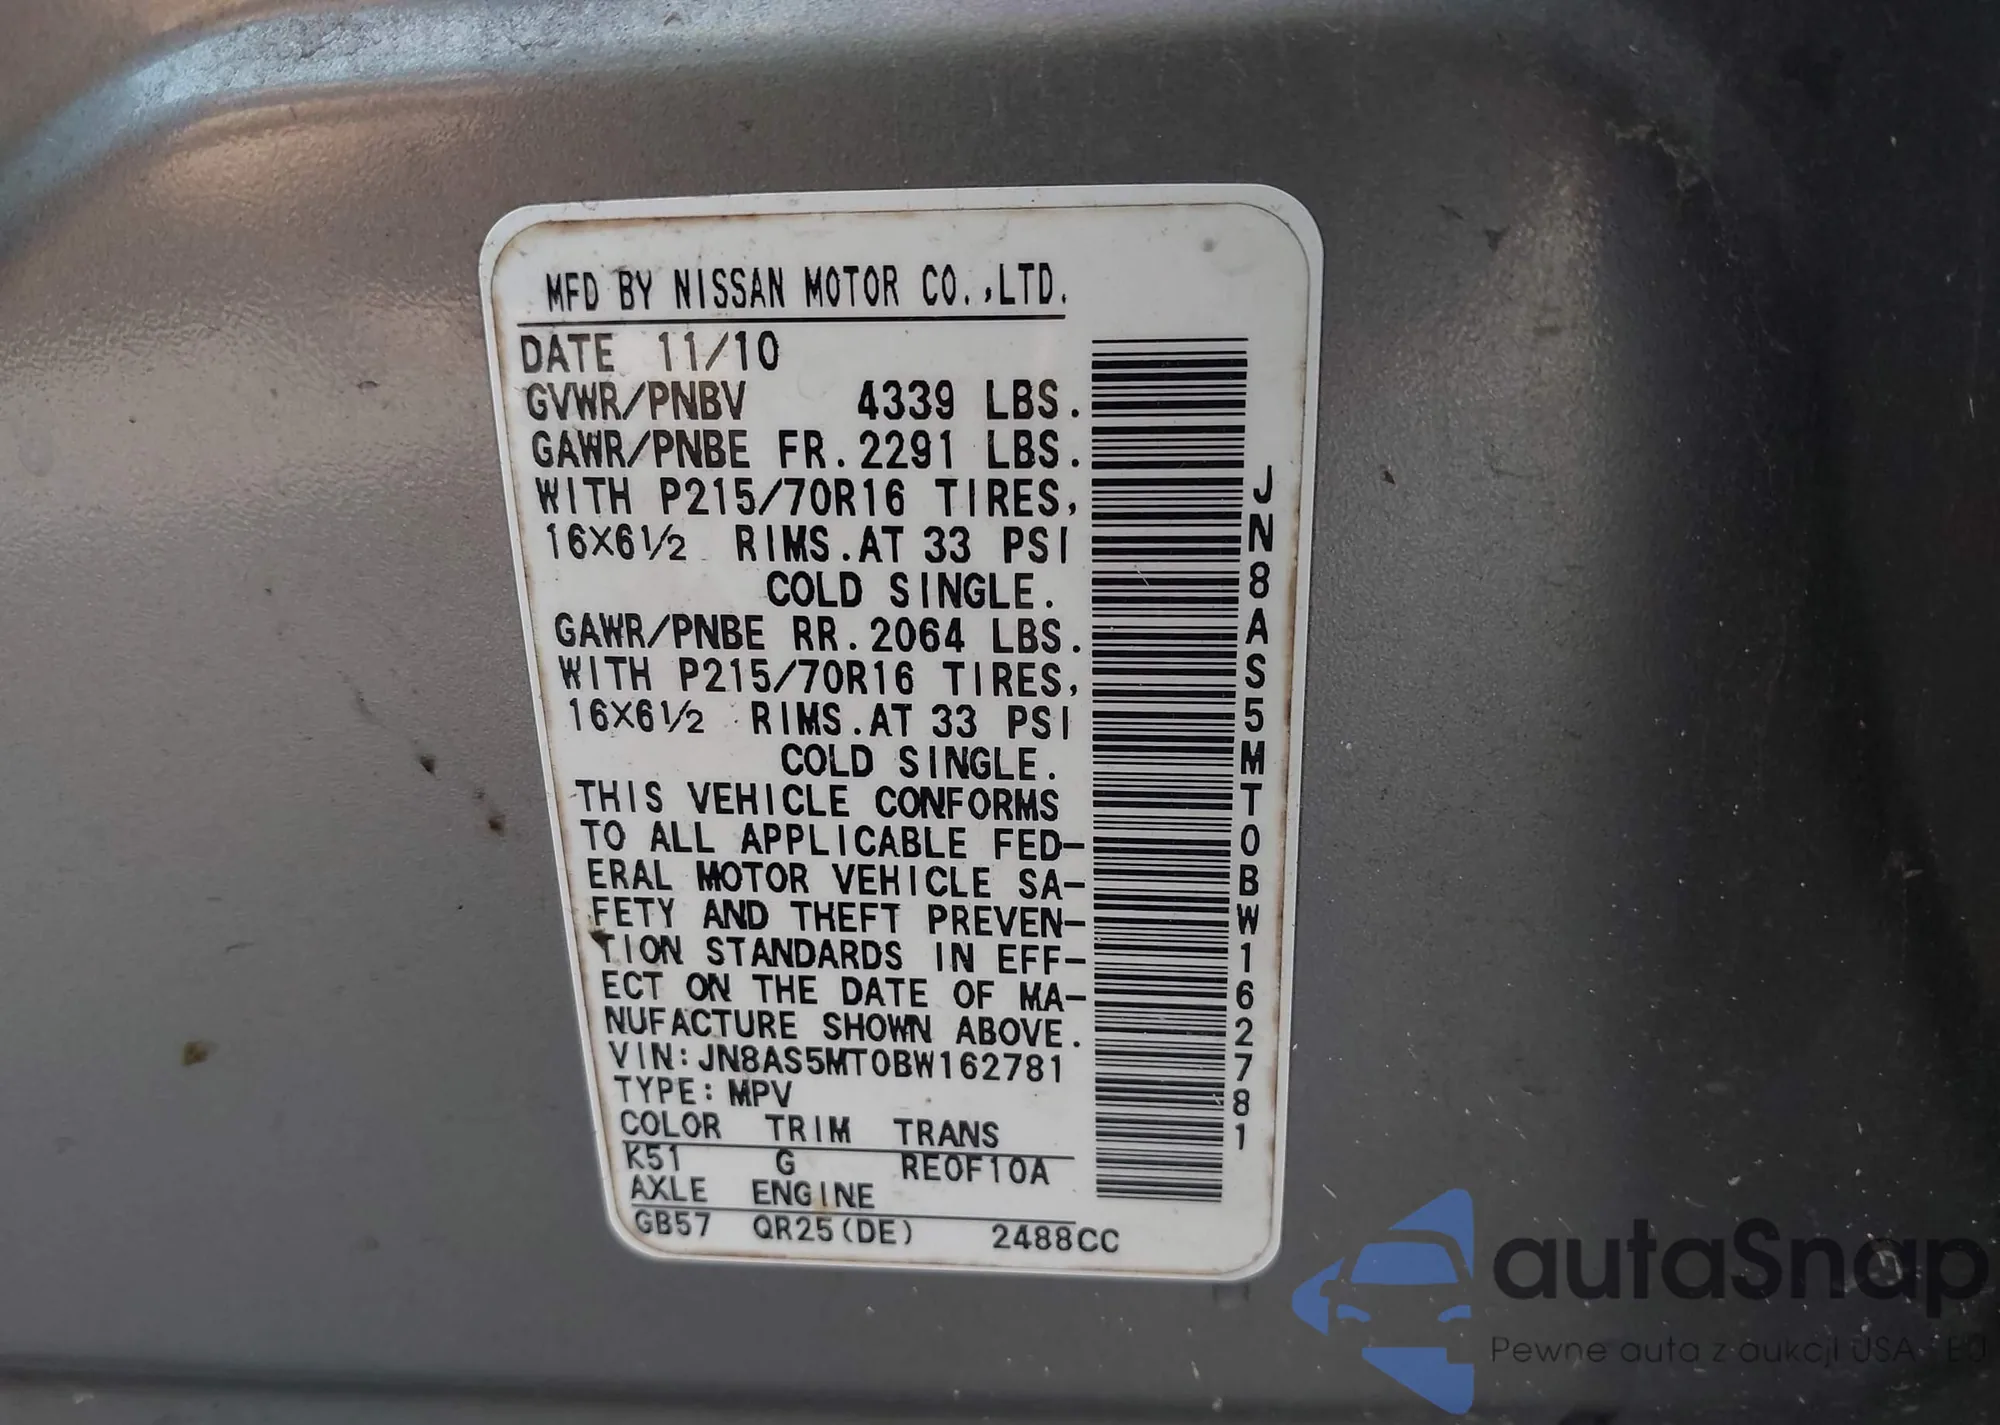 MFD BY NISSAN MOTOR CO.,LTD.
DATE 11/10
GVWR/PNBV 4339 LBS.
GAWR/PNBE FR.2291 LBS.
WITH P215/70R16 TIRES,
16X6½ RIMS.AT 33 PSI
COLD SINGLE.
GAWR/PNBE RR.2064 LBS.
WITH P215/70R16 TIRES,
16X6½ RIMS.AT 33 PSI
COLD SINGLE.
THIS VEHICLE CONFORMS
TO ALL APPLICABLE FED-
ERAL MOTOR VEHICLE SA-
FETY AND THEFT PREVEN-
TION STANDARDS IN EFF-
ECT ON THE DATE OF MA-
NUFACTURE SHOWN ABOVE.
VIN:JN8AS5MT0BW162781
TYPE:MPV
COLOR TRIM TRANS
K51 G RE0F10A
AXLE ENGINE
GB57 QR25(DE) 2488CC
JN8AS5MT0BW162781
autaSnap
Pewne auta z aukcji USA - EU